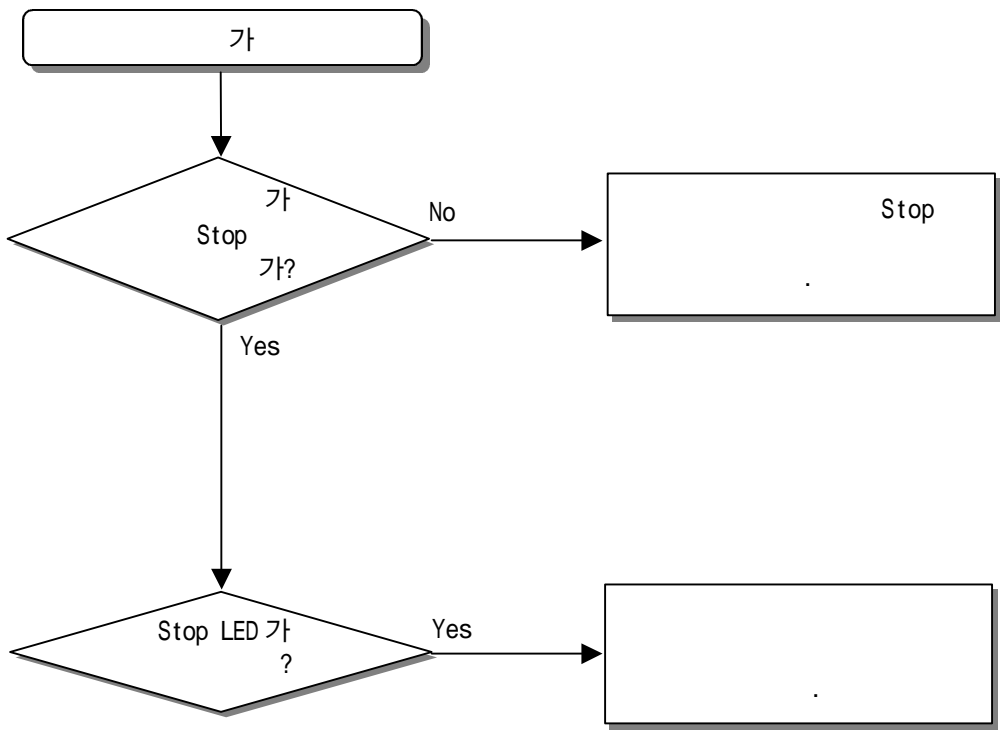 가
가
Stop
가?
No
Stop
.
Yes
Stop LED 가
?
Yes
.